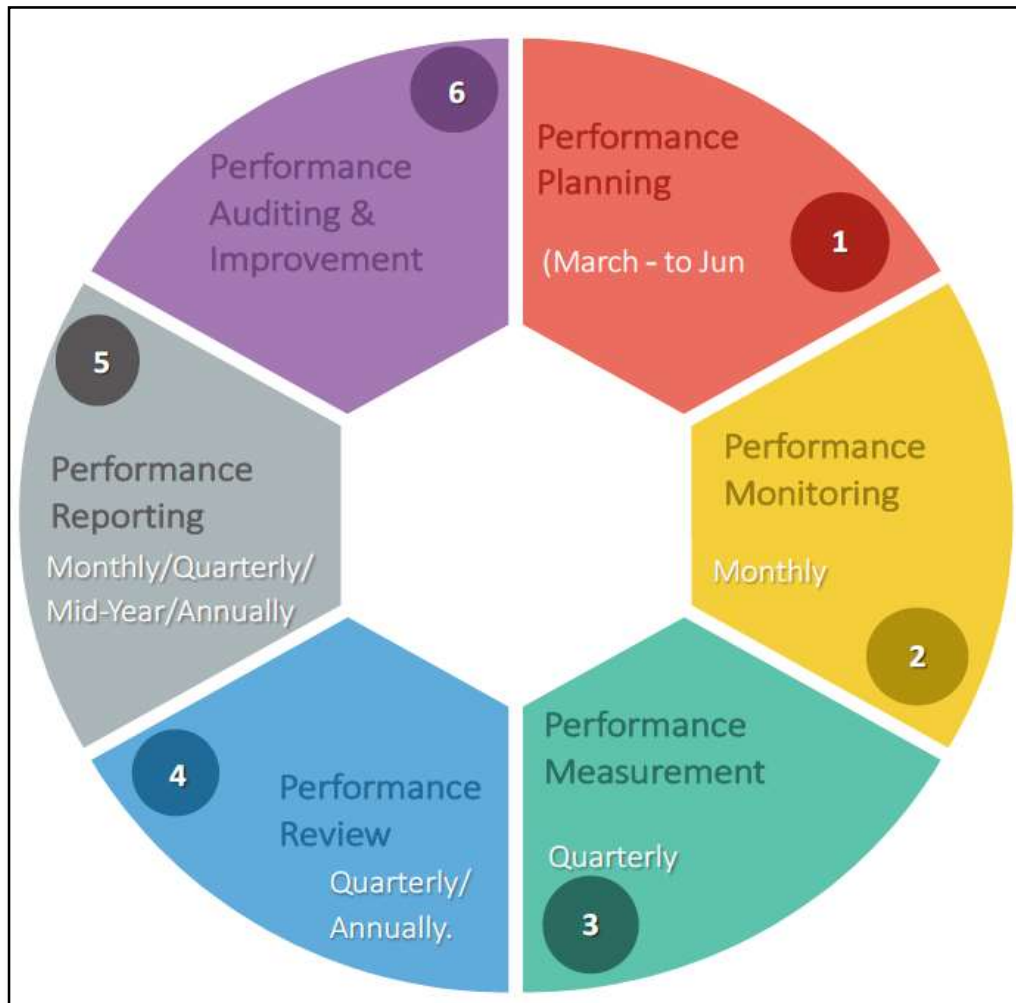 1
Performance
Planning
(March - to Jun
Performance
Monitoring
Monthly
2
Performance
Measurement
Quarterly
3
4
Performance
Review
Quarterly/
Annually.
5
Performance
Reporting
Monthly/Quarterly/
Mid-Year/Annually
6
Performance
Auditing &
Improvement